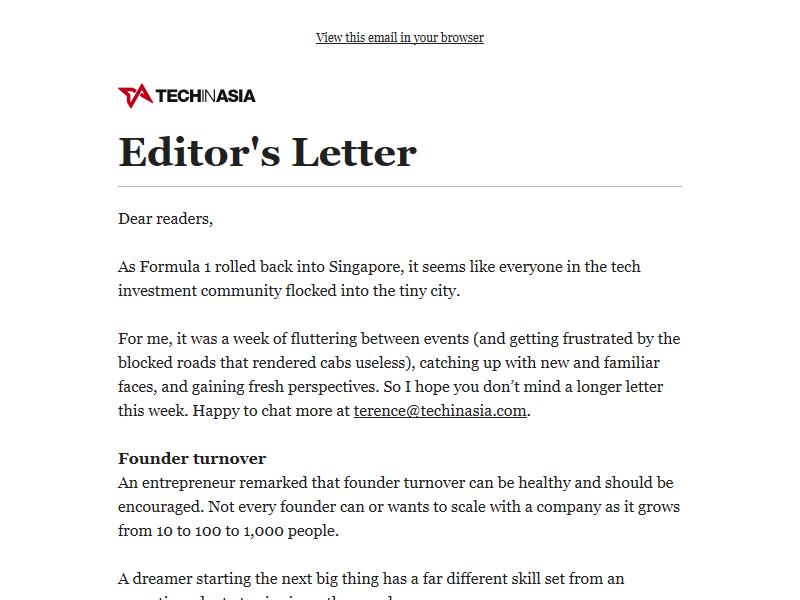 View this email in your browser
TECHINASIA
Editor's Letter
Dear readers,
As Formula 1 rolled back into Singapore, it seems like everyone in the tech
investment community flocked into the tiny city.
For me, it was a week of fluttering between events (and getting frustrated by the
blocked roads that rendered cabs useless), catching up with new and familiar
faces, and gaining fresh perspectives. So I hope you don’t mind a longer letter
this week. Happy to chat more at terence@techinasia.com.
Founder turnover
An entrepreneur remarked that founder turnover can be healthy and should be
encouraged. Not every founder can or wants to scale with a company as it grows
from 10 to 100 to 1,000 people.
A dreamer starting the next big thing has a far different skill set from an